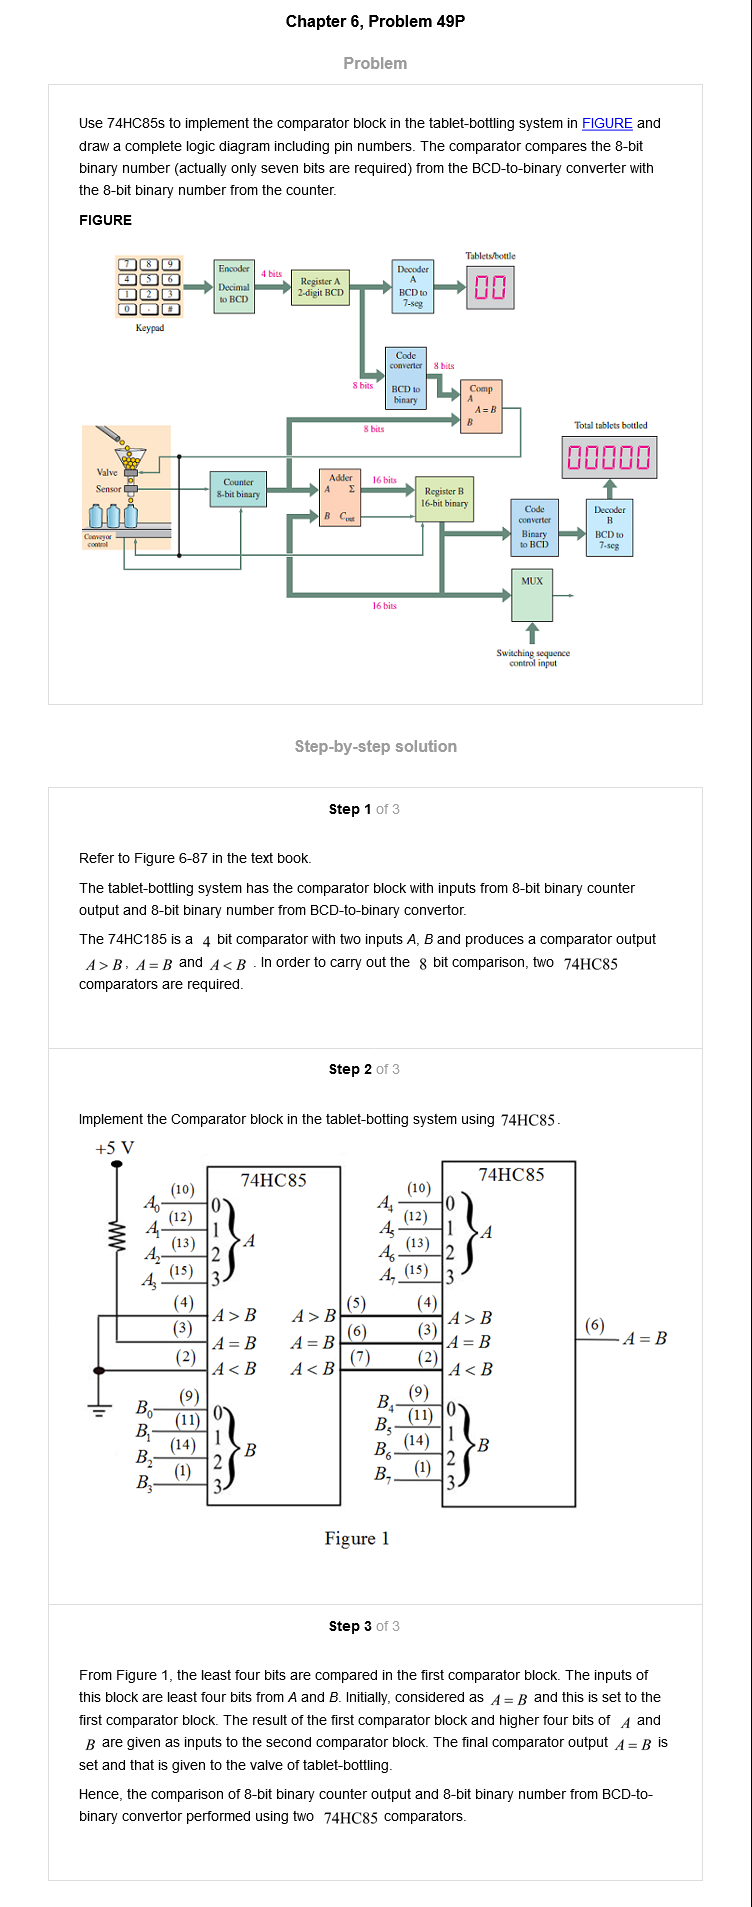 Chapter 6, Problem 49P
Problem
Use 74HC85s to implement the comparator block in the tablet-bottling system in FIGURE and
draw a complete logic diagram including pin numbers. The comparator compares the 8-bit
binary number (actually only seven bits are required) from the BCD-to-binary converter with
the 8-bit binary number from the counter.
FIGURE
7 8 9
4 5 6
1 2 3
0 . #
Keypad
Encoder
Decimal
to BCD
4 bits
Register A
2-digit BCD
Decoder
A
BCD to
7-seg
Tablets/bottle
00
8 bits
Code
converter
BCD to
binary
8 bits
Comp
A
A = B
B
8 bits
Total tablets bottled
00000
Valve
Sensor
Conveyor
control
Counter
8-bit binary
Adder
A Σ
B Cout
16 bits
Register B
16-bit binary
Code
converter
Binary
to BCD
Decoder
B
BCD to
7-seg
MUX
16 bits
Switching sequence
control input
Step-by-step solution
Step 1 of 3
Refer to Figure 6-87 in the text book.
The tablet-bottling system has the comparator block with inputs from 8-bit binary counter
output and 8-bit binary number from BCD-to-binary convertor.
The 74HC185 is a 4 bit comparator with two inputs A, B and produces a comparator output
A > B, A = B and A < B . In order to carry out the 8 bit comparison, two 74HC85
comparators are required.
Step 2 of 3
Implement the Comparator block in the tablet-botting system using 74HC85.
+5 V
74HC85
A₀ (10) 0
A₁ (12) 1
A₂ (13) 2
A₃ (15) 3
A
(4) A > B
(3) A = B
(2) A < B
B₀ (9) 0
B₁ (11) 1
B₂ (14) 2
B₃ (1) 3
B
A > B (5)
A = B (6)
A < B (7)
74HC85
A₄ (10) 0
A₅ (12) 1
A₆ (13) 2
A₇ (15) 3
A
(4) A > B
(3) A = B
(2) A < B
B₄ (9) 0
B₅ (11) 1
B₆ (14) 2
B₇ (1) 3
B
(6) A = B
Figure 1
Step 3 of 3
From Figure 1, the least four bits are compared in the first comparator block. The inputs of
this block are least four bits from A and B. Initially, considered as A = B and this is set to the
first comparator block. The result of the first comparator block and higher four bits of A and
B are given as inputs to the second comparator block. The final comparator output A = B is
set and that is given to the valve of tablet-bottling.
Hence, the comparison of 8-bit binary counter output and 8-bit binary number from BCD-to-
binary convertor performed using two 74HC85 comparators.